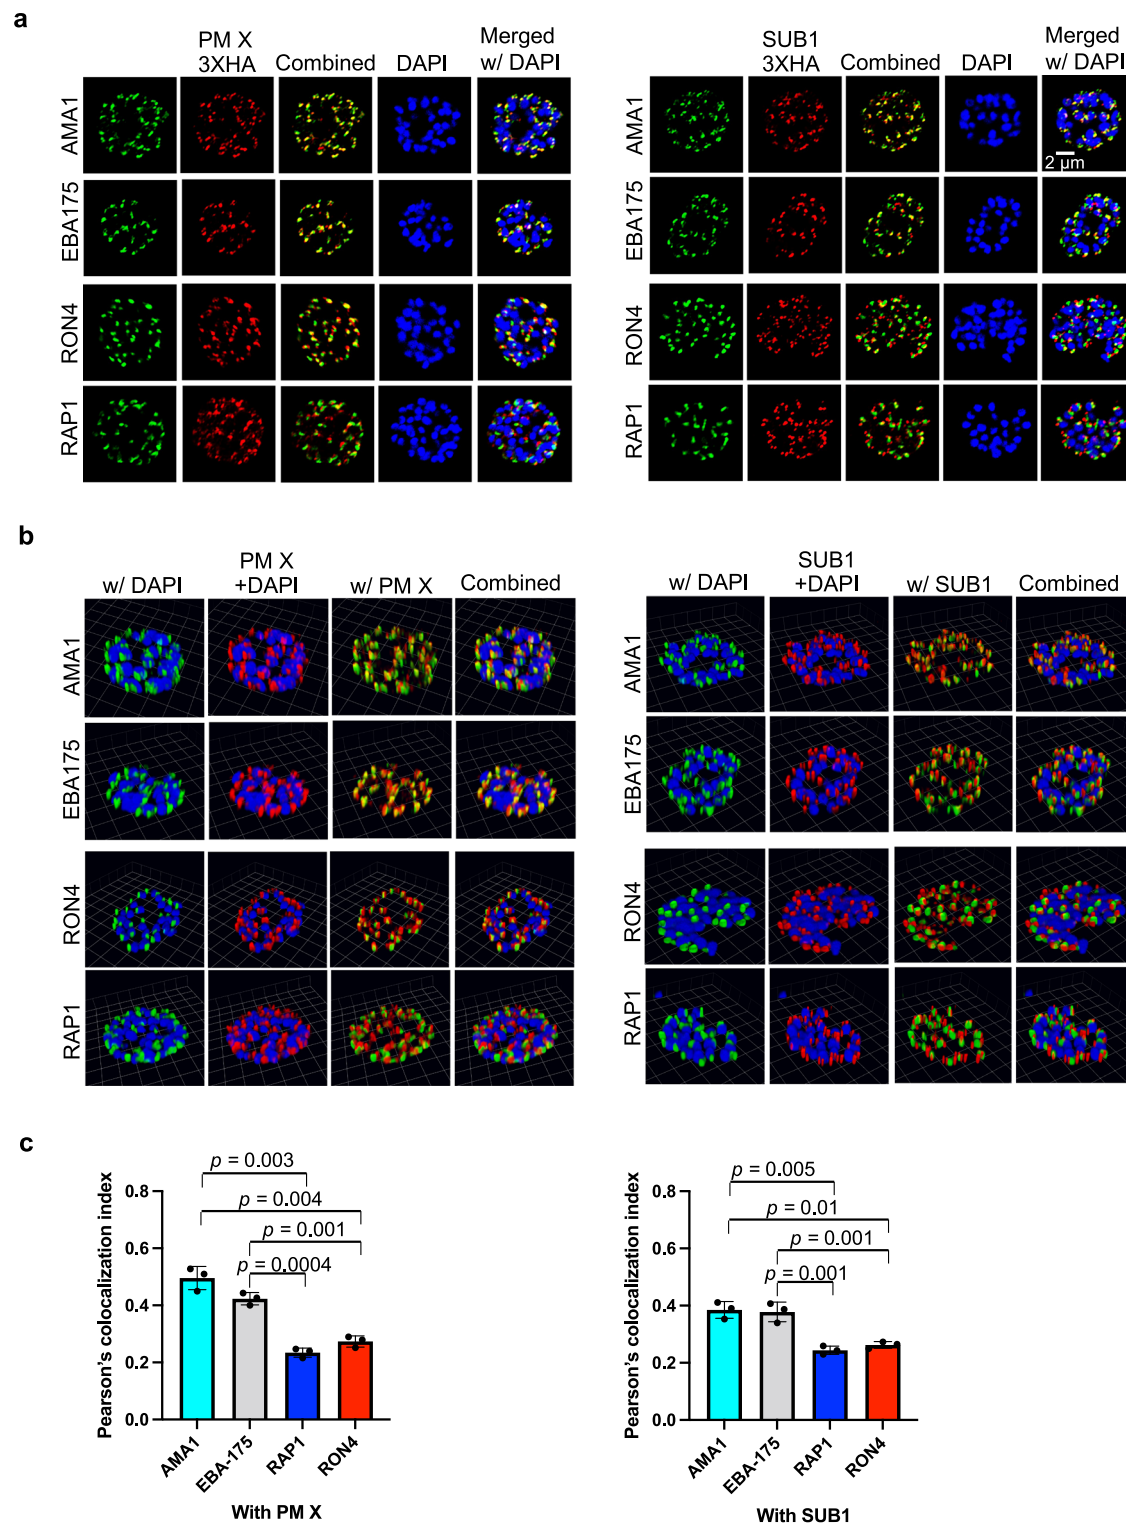 a
PM X
3XHA
Combined
DAPI
Merged
w/ DAPI
AMA1
EBA175
RON4
RAP1
SUB1
3XHA
Combined
DAPI
Merged
w/ DAPI
AMA1
2 µm
EBA175
RON4
RAP1
b
w/ DAPI
PM X
+DAPI
w/ PM X
Combined
AMA1
EBA175
RON4
RAP1
w/ DAPI
SUB1
+DAPI
w/ SUB1
Combined
AMA1
EBA175
RON4
RAP1
c
Pearson's colocalization index
0.8
0.6
0.4
0.2
0.0
p = 0.003
p = 0.004
p = 0.001
p = 0.0004
AMA1
EBA-175
RAP1
RON4
With PM X
Pearson's colocalization index
0.8
0.6
0.4
0.2
0.0
p = 0.005
p = 0.01
p = 0.001
p = 0.001
AMA1
EBA-175
RAP1
RON4
With SUB1